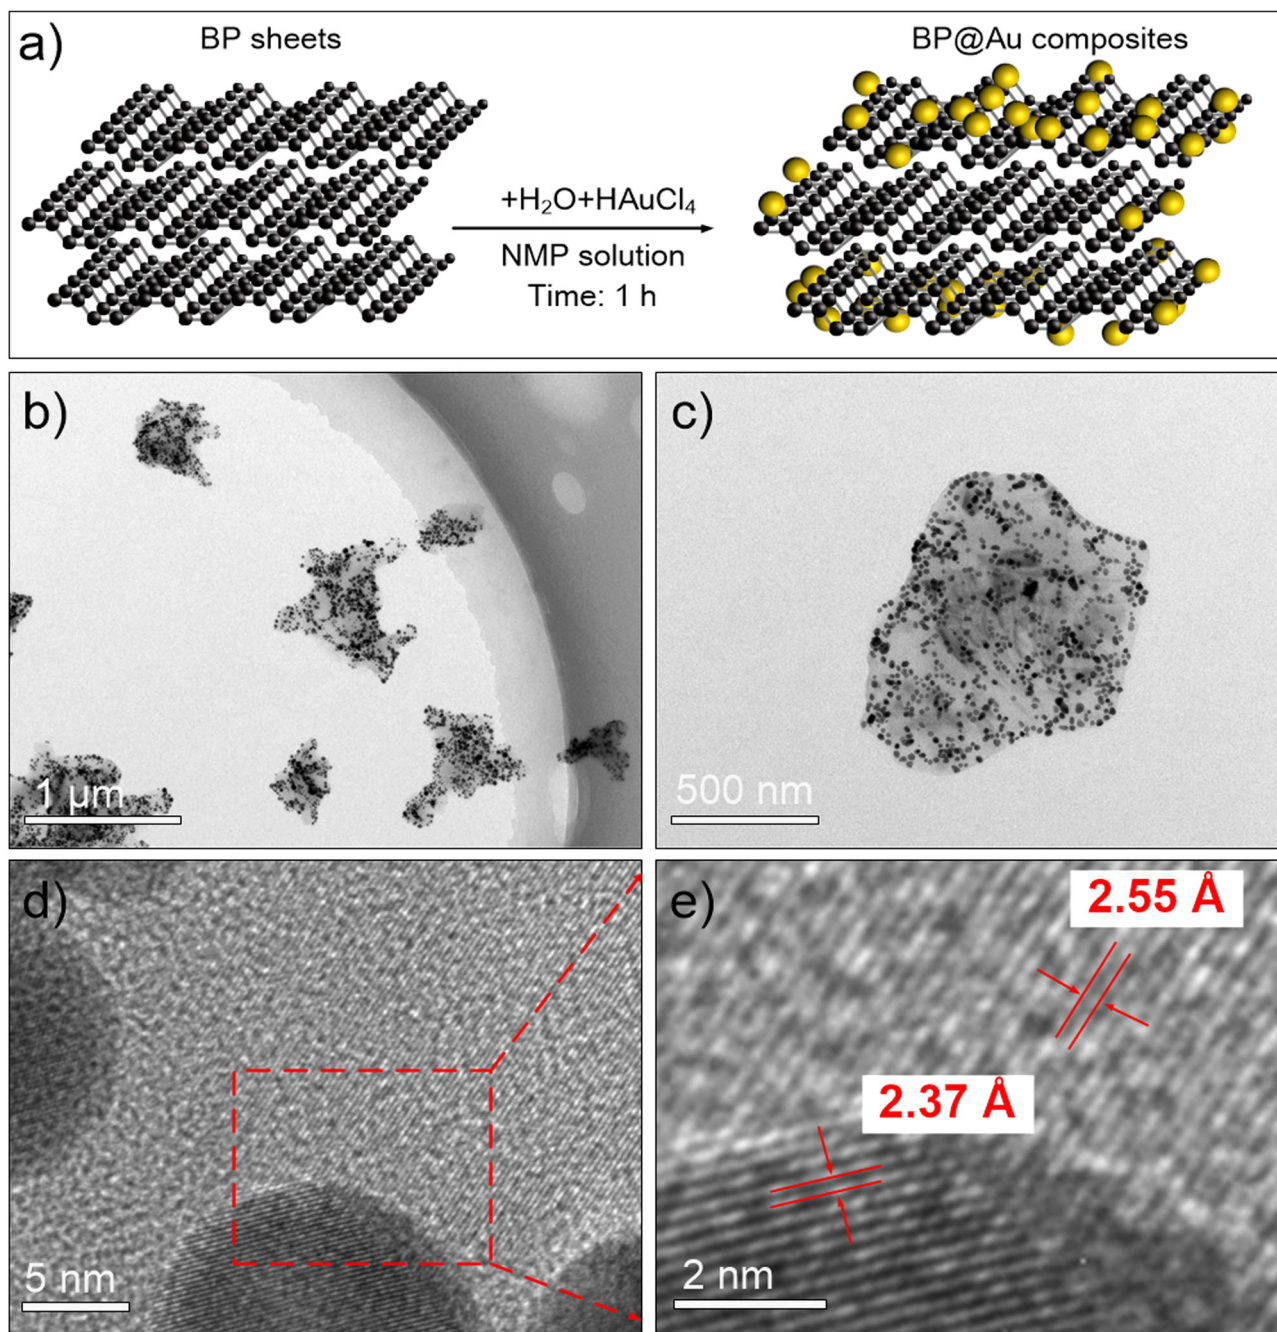 a)
BP sheets
BP@Au composites
+H₂O+HAuCl₄
NMP solution
Time: 1 h
b)
1 µm
c)
500 nm
d)
5 nm
e)
2.55 Å
2.37 Å
2 nm